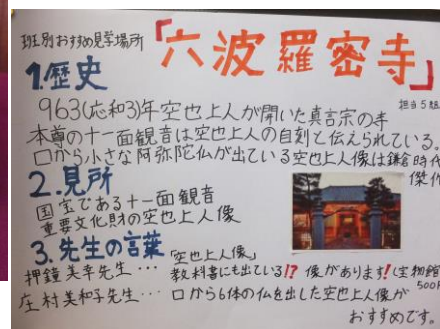 班別おすすめ見学場所
「六波羅密寺」
1.歴史
担当5組
963(応和3)年空也上人が開いた真言宗の寺
本尊の十一面観音は空也上人の自刻と伝えられている。
口から小さな阿弥陀仏が出ている空也上人像は鎌倉時代
傑作
2.見所
国宝である十一面観音
重要文化財の空也上人像
3.先生の言葉
「空也上人像」
押鐘美幸先生… 教科書にも出ている!? 像があります!(宝物館
500円
庄村美和子先生… 口から6体の仏を出した空也上人像が
おすすめです。